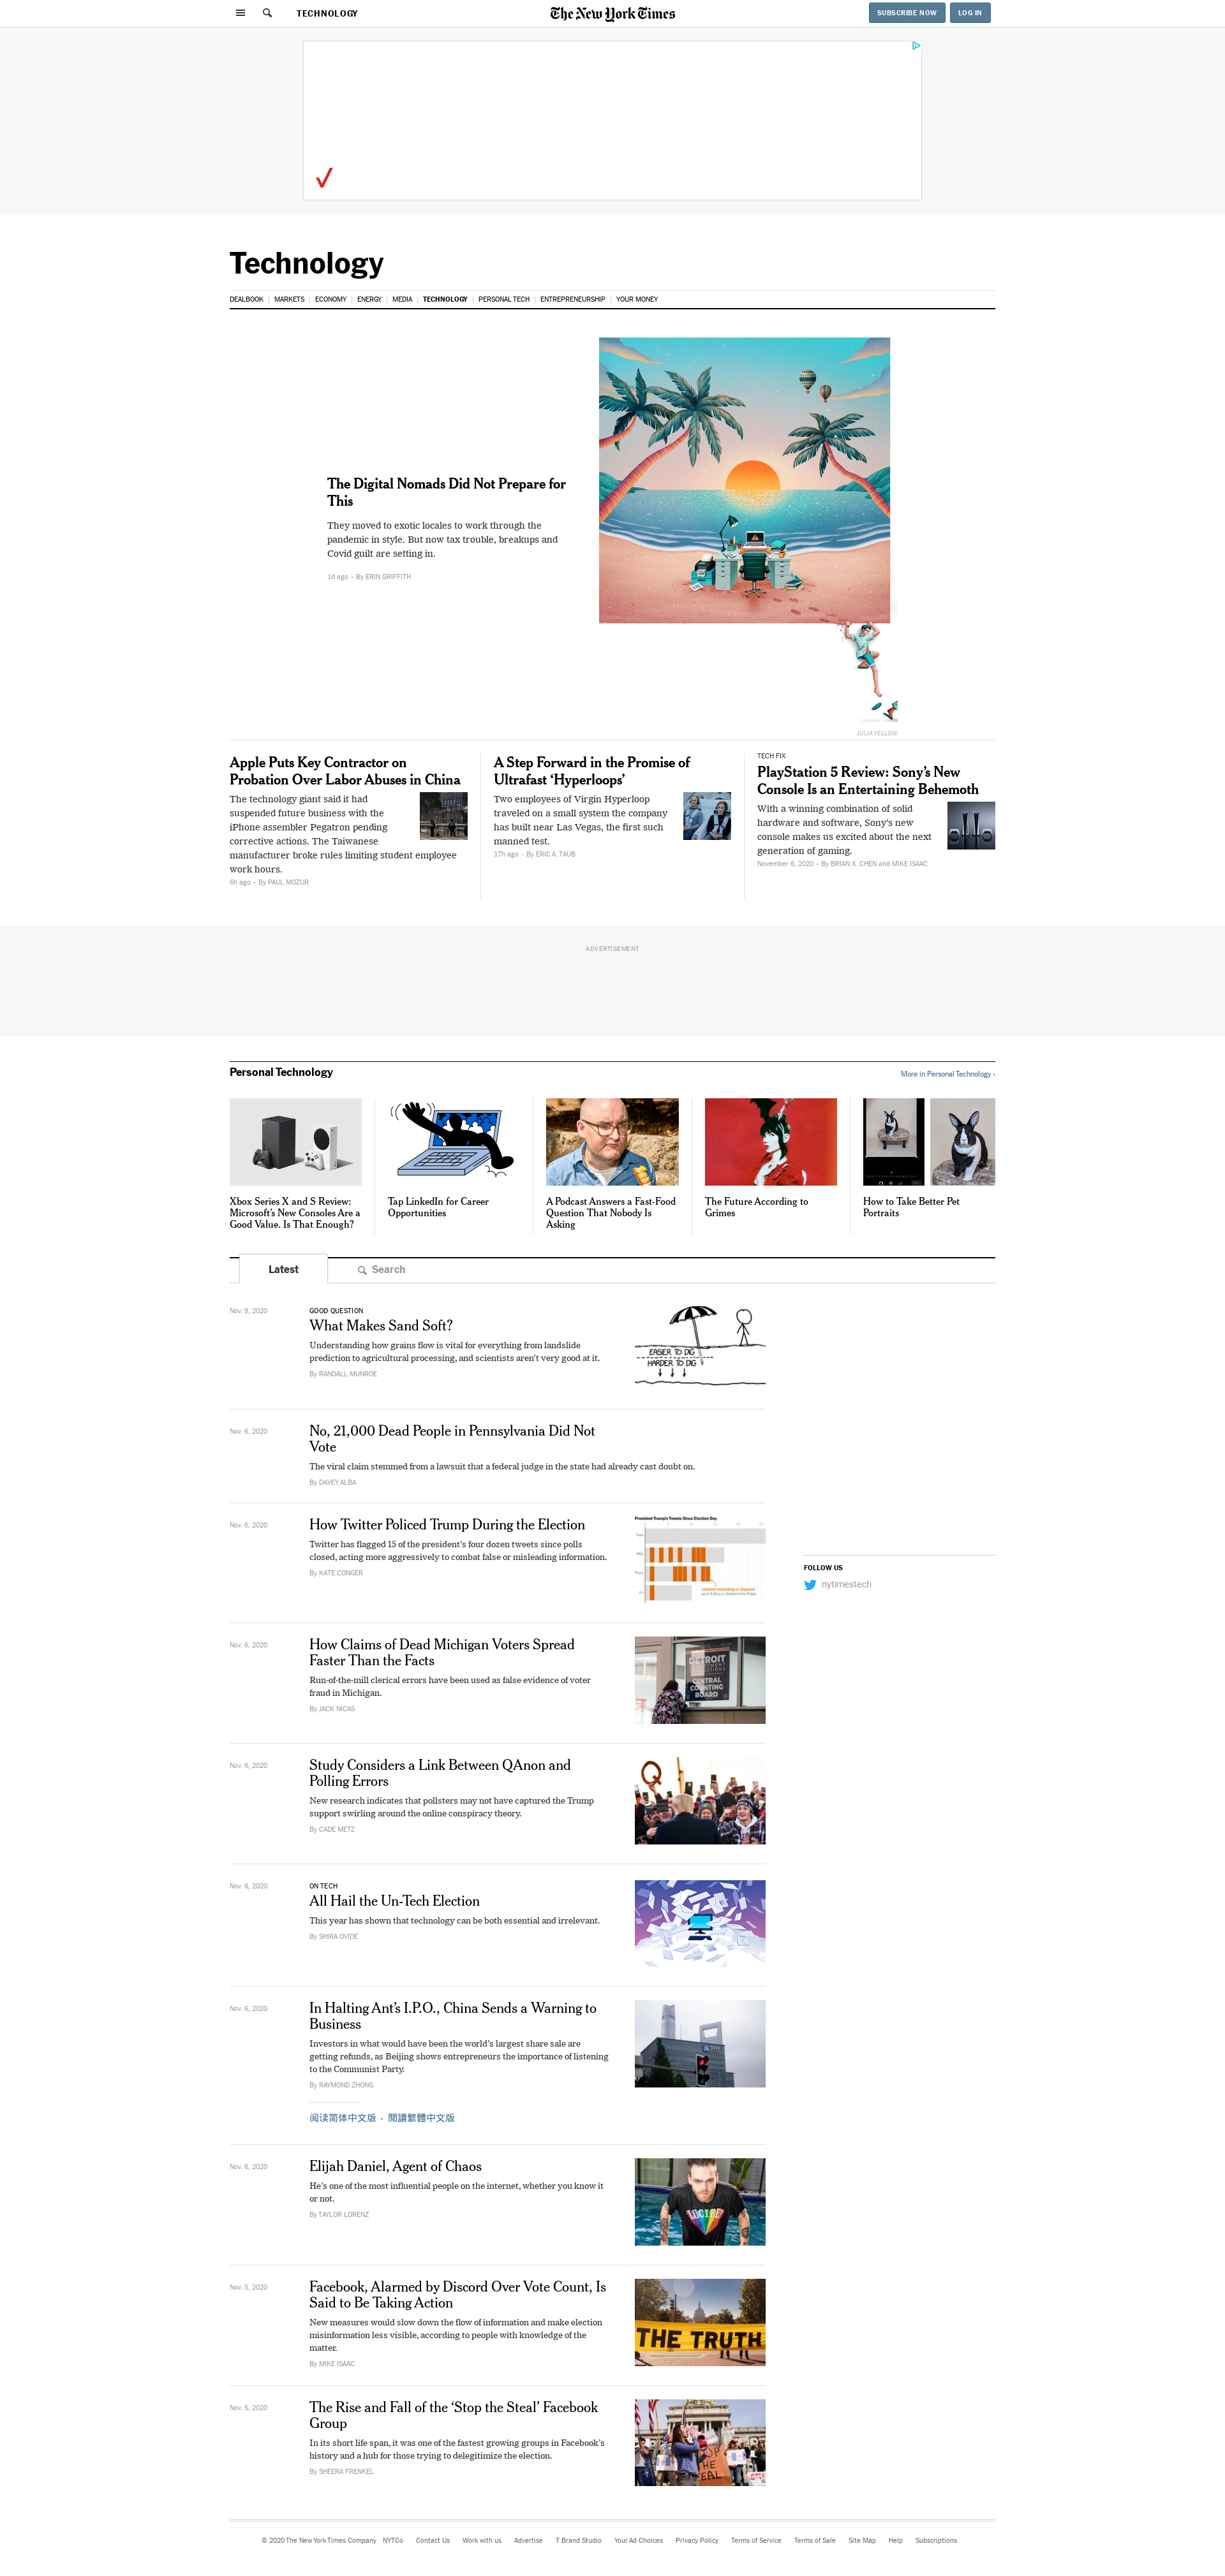 TECHNOLOGY
The New York Times
SUBSCRIBE NOW
LOG IN
Technology
DEALBOOK | MARKETS | ECONOMY | ENERGY | MEDIA | TECHNOLOGY | PERSONAL TECH | ENTREPRENEURSHIP | YOUR MONEY
The Digital Nomads Did Not Prepare for
This
They moved to exotic locales to work through the
pandemic in style. But now tax trouble, breakups and
Covid guilt are setting in.
1d ago • By ERIN GRIFFITH
JULIA YELLOW
Apple Puts Key Contractor on
Probation Over Labor Abuses in China
The technology giant said it had
suspended future business with the
iPhone assembler Pegatron pending
corrective actions. The Taiwanese
manufacturer broke rules limiting student employee
work hours.
6h ago • By PAUL MOZUR
A Step Forward in the Promise of
Ultrafast ‘Hyperloops’
Two employees of Virgin Hyperloop
traveled on a small system the company
has built near Las Vegas, the first such
manned test.
17h ago • By ERIC A. TAUB
TECH FIX
PlayStation 5 Review: Sony’s New
Console Is an Entertaining Behemoth
With a winning combination of solid
hardware and software, Sony’s new
console makes us excited about the next
generation of gaming.
November 6, 2020 • By BRIAN X. CHEN and MIKE ISAAC
ADVERTISEMENT
Personal Technology
More in Personal Technology ›
Xbox Series X and S Review:
Microsoft’s New Consoles Are a
Good Value. Is That Enough?
Tap LinkedIn for Career
Opportunities
A Podcast Answers a Fast-Food
Question That Nobody Is
Asking
The Future According to
Grimes
How to Take Better Pet
Portraits
Latest
Search
Nov. 9, 2020
GOOD QUESTION
What Makes Sand Soft?
Understanding how grains flow is vital for everything from landslide
prediction to agricultural processing, and scientists aren’t very good at it.
By RANDALL MUNROE
EASIER TO DIG
HARDER TO DIG
Nov. 6, 2020
No, 21,000 Dead People in Pennsylvania Did Not
Vote
The viral claim stemmed from a lawsuit that a federal judge in the state had already cast doubt on.
By DAVEY ALBA
Nov. 6, 2020
How Twitter Policed Trump During the Election
Twitter has flagged 15 of the president’s four dozen tweets since polls
closed, acting more aggressively to combat false or misleading information.
By KATE CONGER
President Trump’s Tweets Since Election Day
FOLLOW US
nytimestech
Nov. 6, 2020
How Claims of Dead Michigan Voters Spread
Faster Than the Facts
Run-of-the-mill clerical errors have been used as false evidence of voter
fraud in Michigan.
By JACK NICAS
DETROIT
CENTRAL
COUNTING
BOARD
Nov. 6, 2020
Study Considers a Link Between QAnon and
Polling Errors
New research indicates that pollsters may not have captured the Trump
support swirling around the online conspiracy theory.
By CADE METZ
Q
Nov. 6, 2020
ON TECH
All Hail the Un-Tech Election
This year has shown that technology can be both essential and irrelevant.
By SHIRA OVIDE
Nov. 6, 2020
In Halting Ant’s I.P.O., China Sends a Warning to
Business
Investors in what would have been the world’s largest share sale are
getting refunds, as Beijing shows entrepreneurs the importance of listening
to the Communist Party.
By RAYMOND ZHONG
阅读简体中文版 • 閱讀繁體中文版
Nov. 6, 2020
Elijah Daniel, Agent of Chaos
He’s one of the most influential people on the internet, whether you know it
or not.
By TAYLOR LORENZ
Nov. 5, 2020
Facebook, Alarmed by Discord Over Vote Count, Is
Said to Be Taking Action
New measures would slow down the flow of information and make election
misinformation less visible, according to people with knowledge of the
matter.
By MIKE ISAAC
THE TRUTH
Nov. 5, 2020
The Rise and Fall of the ‘Stop the Steal’ Facebook
Group
In its short life span, it was one of the fastest growing groups in Facebook’s
history and a hub for those trying to delegitimize the election.
By SHEERA FRENKEL
© 2020 The New York Times Company NYTCo Contact Us Work with us Advertise T Brand Studio Your Ad Choices Privacy Policy Terms of Service Terms of Sale Site Map Help Subscriptions